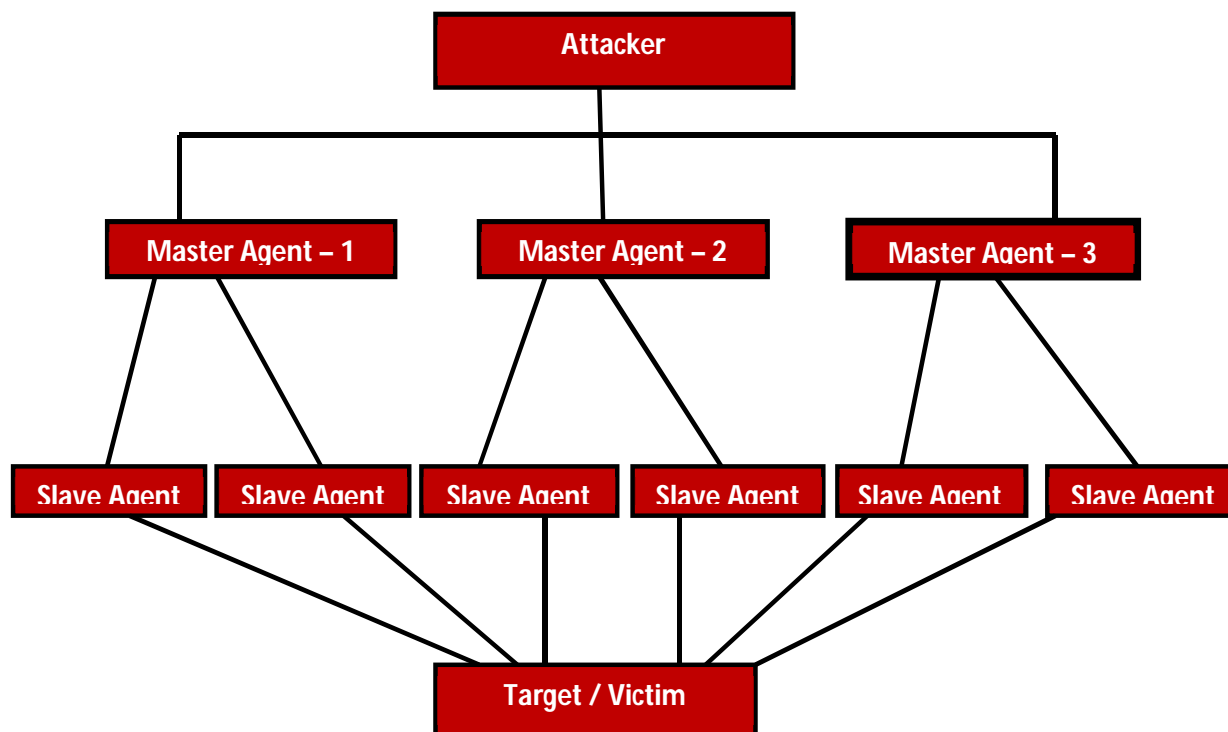 Attacker
Master Agent – 1
Master Agent – 2
Master Agent – 3
Slave Agent
Slave Agent
Slave Agent
Slave Agent
Slave Agent
Slave Agent
Target / Victim